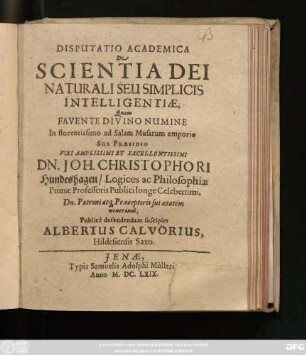 DISPUTATIO ACADEMICA
De
SCIENTIA DEI
NATURALI SEU SIMPLICIS
INTELLIGENTIÆ,
Quam
FAVENTE DIVINO NUMINE
In florentissimo ad Salam Musarum emporio
SUB PRÆSIDIO
VIRI AMPLISSIMI ET EXCELLENTISSIMI
DN. JOH. CHRISTOPHORI
Hundeshagen/ Logices ac Philosophiæ
Primæ Professoris Publici longe Celeberrimi,
Dn. Patroni atq; Præceptoris sui ætatem
venerandi,
Publicè defendendam suscipiet
ALBERTUS CALVÖRIUS,
Hildesiensis Saxo.
JENÆ,
Typis Samuelis Adolphi Mülleri
Anno M. DC. LXIX.